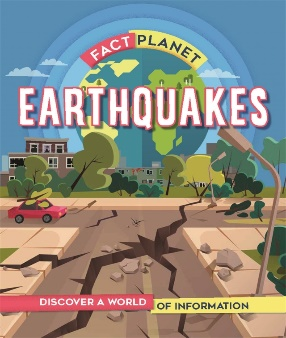 FACT PLANET
EARTHQUAKES
DISCOVER A WORLD OF INFORMATION